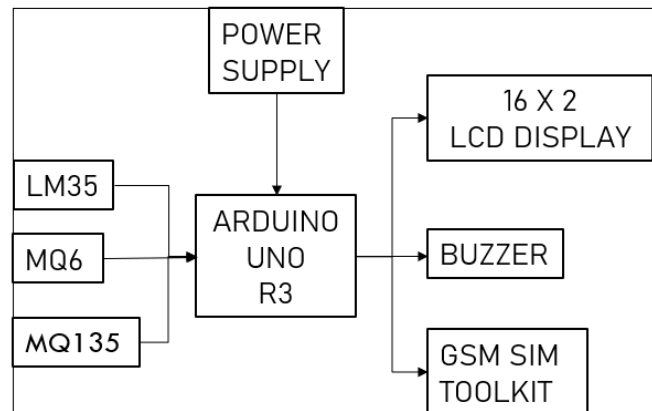 POWER
SUPPLY
16 X 2
LCD DISPLAY
LM35
ARDUINO
UNO
R3
MQ6
BUZZER
MQ135
GSM SIM
TOOLKIT